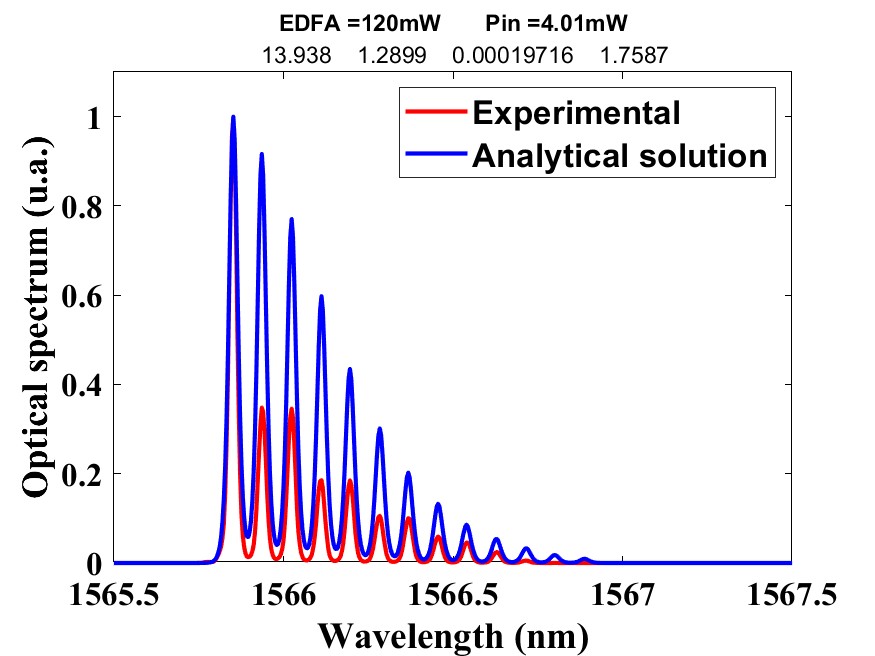 EDFA =120mW Pin =4.01mW
13.938 1.2899 0.00019716 1.7587
Experimental
Analytical solution
Optical spectrum (u.a.)
1
0.8
0.6
0.4
0.2
0
1565.5 1566 1566.5 1567 1567.5
Wavelength (nm)